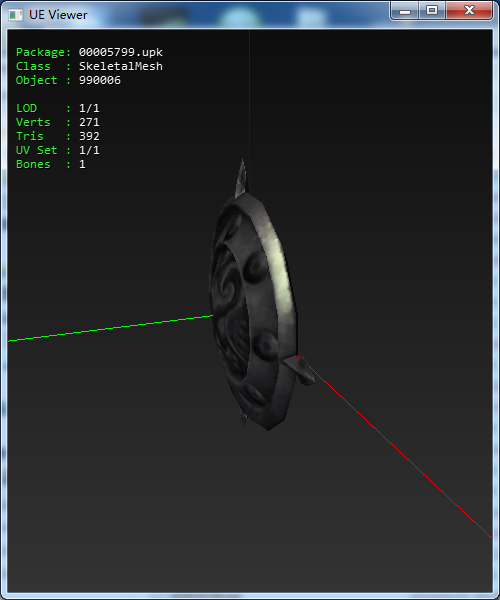 UE Viewer
Package: 00005799.upk
Class : SkeletalMesh
Object : 990006
LOD : 1/1
Verts : 271
Tris : 392
UV Set : 1/1
Bones : 1